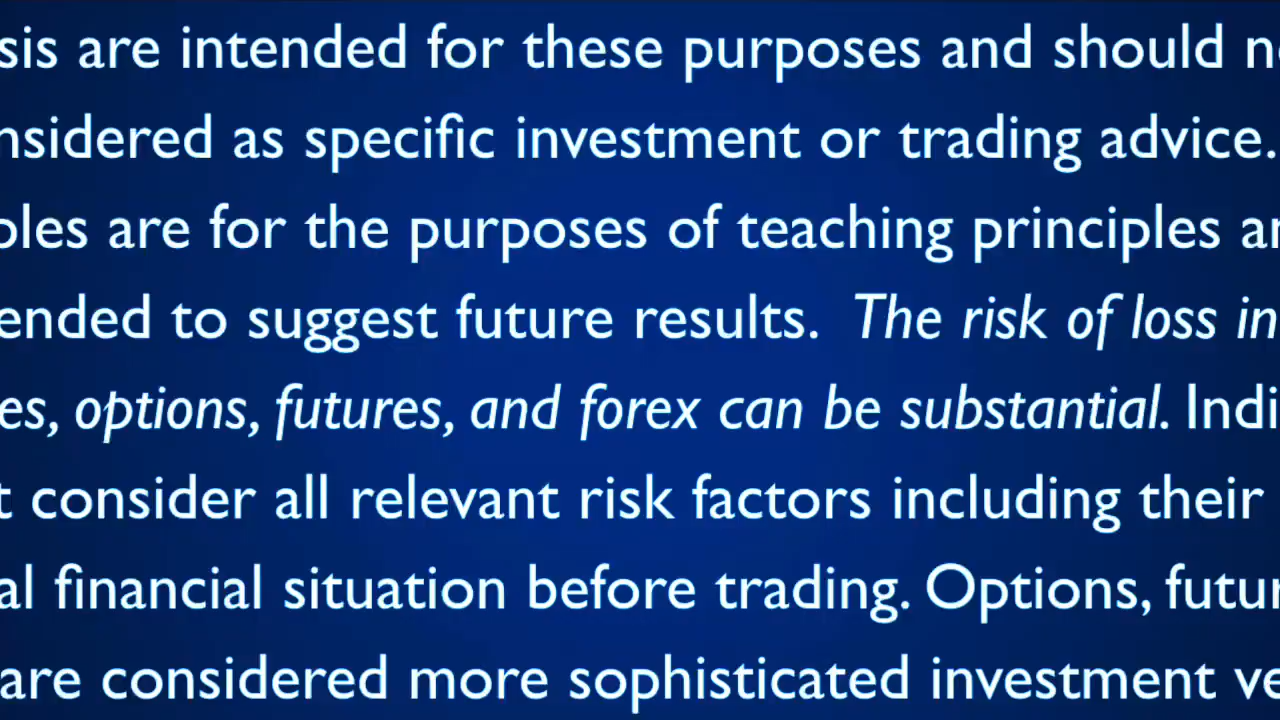 sis are intended for these purposes and should n
nsidered as specific investment or trading advice.
ples are for the purposes of teaching principles a
ended to suggest future results. The risk of loss in
es, options, futures, and forex can be substantial. Indi
t consider all relevant risk factors including their
al financial situation before trading. Options, futur
are considered more sophisticated investment ve